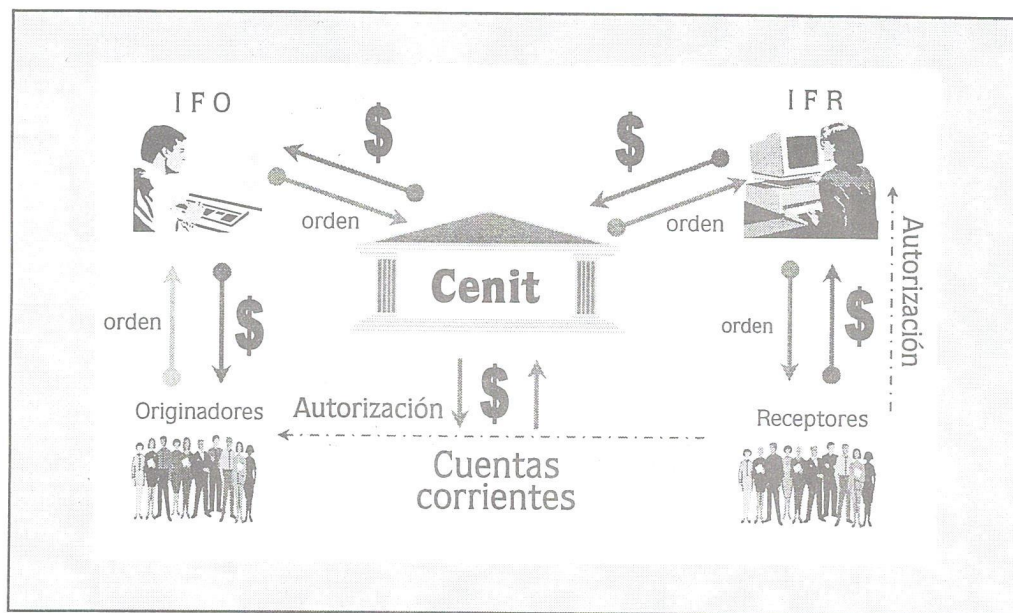 IFO
IFR
$
$
orden
orden
Cenit
Autorización
orden
$
orden
$
Originadores
Autorización
$
Receptores
Cuentas
corrientes